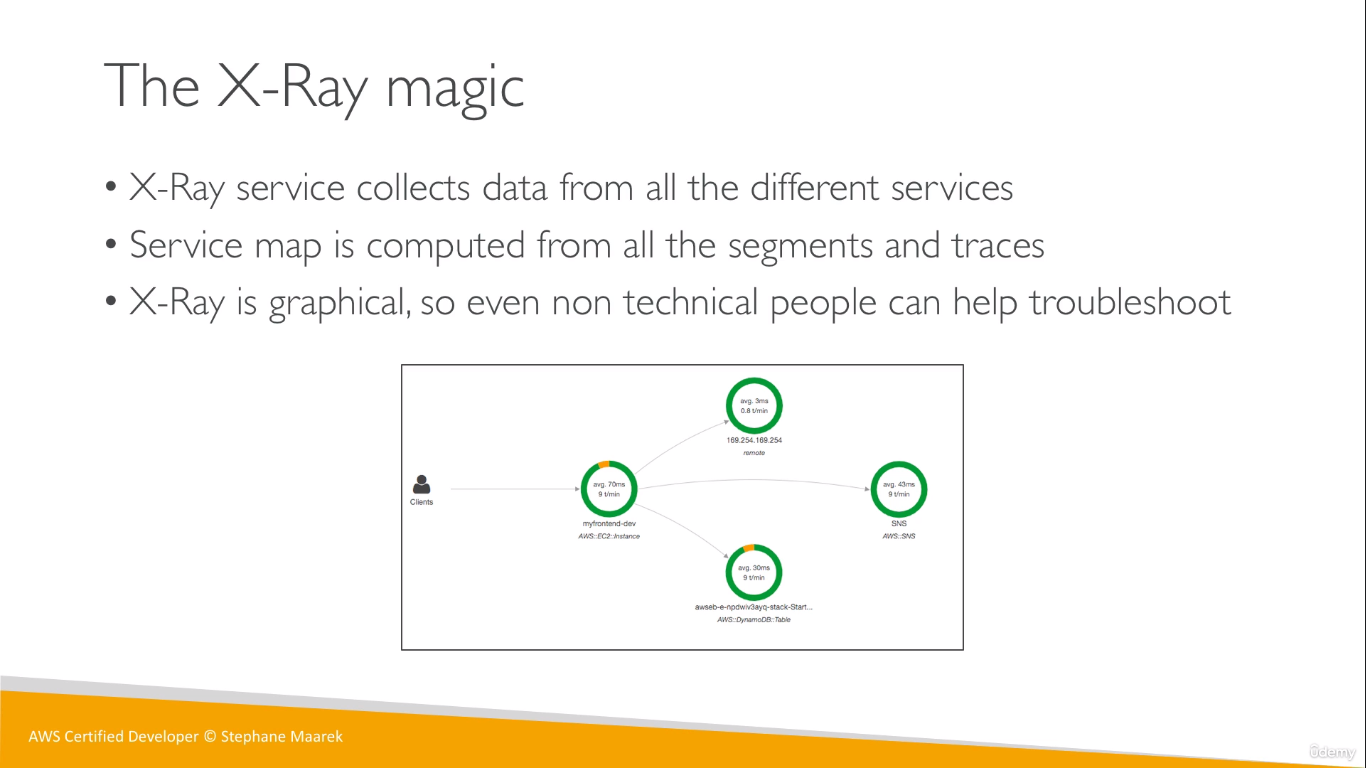 The X-Ray magic
• X-Ray service collects data from all the different services
• Service map is computed from all the segments and traces
• X-Ray is graphical, so even non technical people can help troubleshoot
avg. 3ms
0.8 t/min
169.254.169.254
remote
Clients
avg. 70ms
9 t/min
myfrontend-dev
AWS::EC2::Instance
avg. 43ms
9 t/min
SNS
AWS::SNS
avg. 30ms
9 t/min
awseb-e-npdwiv3ayq-stack-Start...
AWS::DynamoDB::Table
AWS Certified Developer © Stephane Maarek
ûdemy